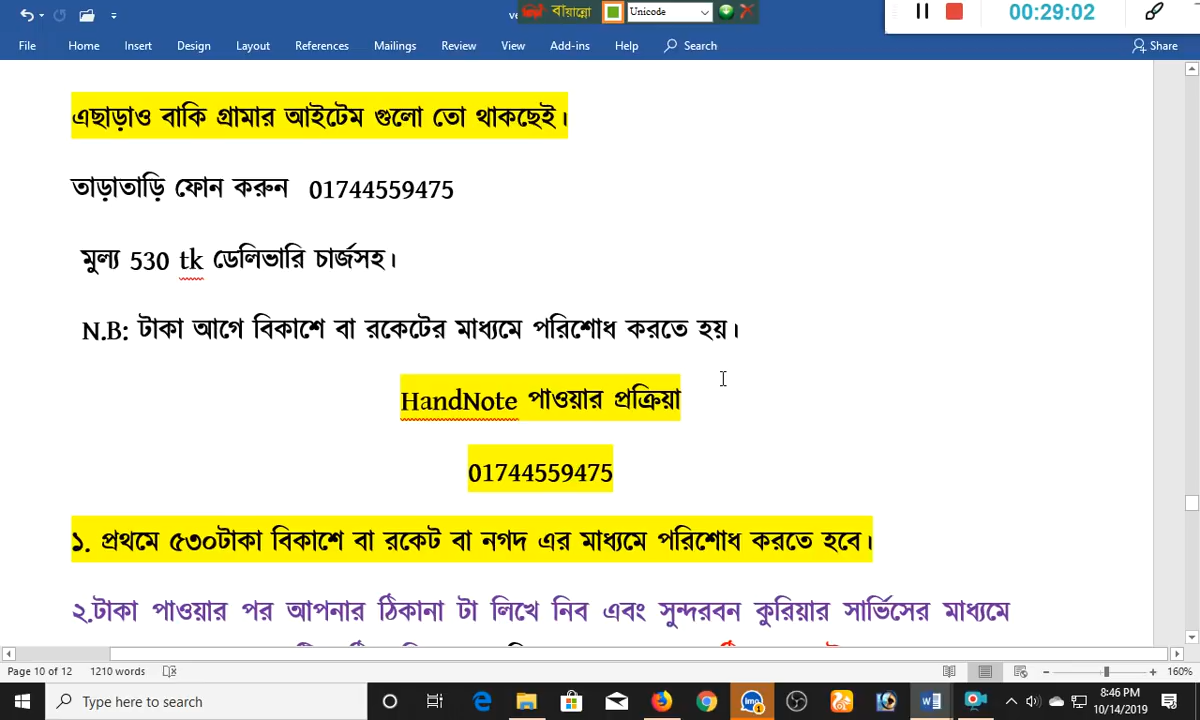 ve
বায়ান্নো
Unicode
00:29:02
File Home Insert Design Layout References Mailings Review View Add-ins Help Search Share
এছাড়াও বাকি গ্রামার আইটেম গুলো তো থাকছেই।
তাড়াতাড়ি ফোন করুন 01744559475
মুল্য 530 tk ডেলিভারি চার্জসহ।
N.B: টাকা আগে বিকাশে বা রকেটের মাধ্যমে পরিশোধ করতে হয়।
HandNote পাওয়ার প্রক্রিয়া
01744559475
১. প্রথমে ৫৩০টাকা বিকাশে বা রকেট বা নগদ এর মাধ্যমে পরিশোধ করতে হবে।
২.টাকা পাওয়ার পর আপনার ঠিকানা টা লিখে নিব এবং সুন্দরবন কুরিয়ার সার্ভিসের মাধ্যমে
Page 10 of 12 1210 words 160%
Type here to search
8:46 PM
10/14/2019